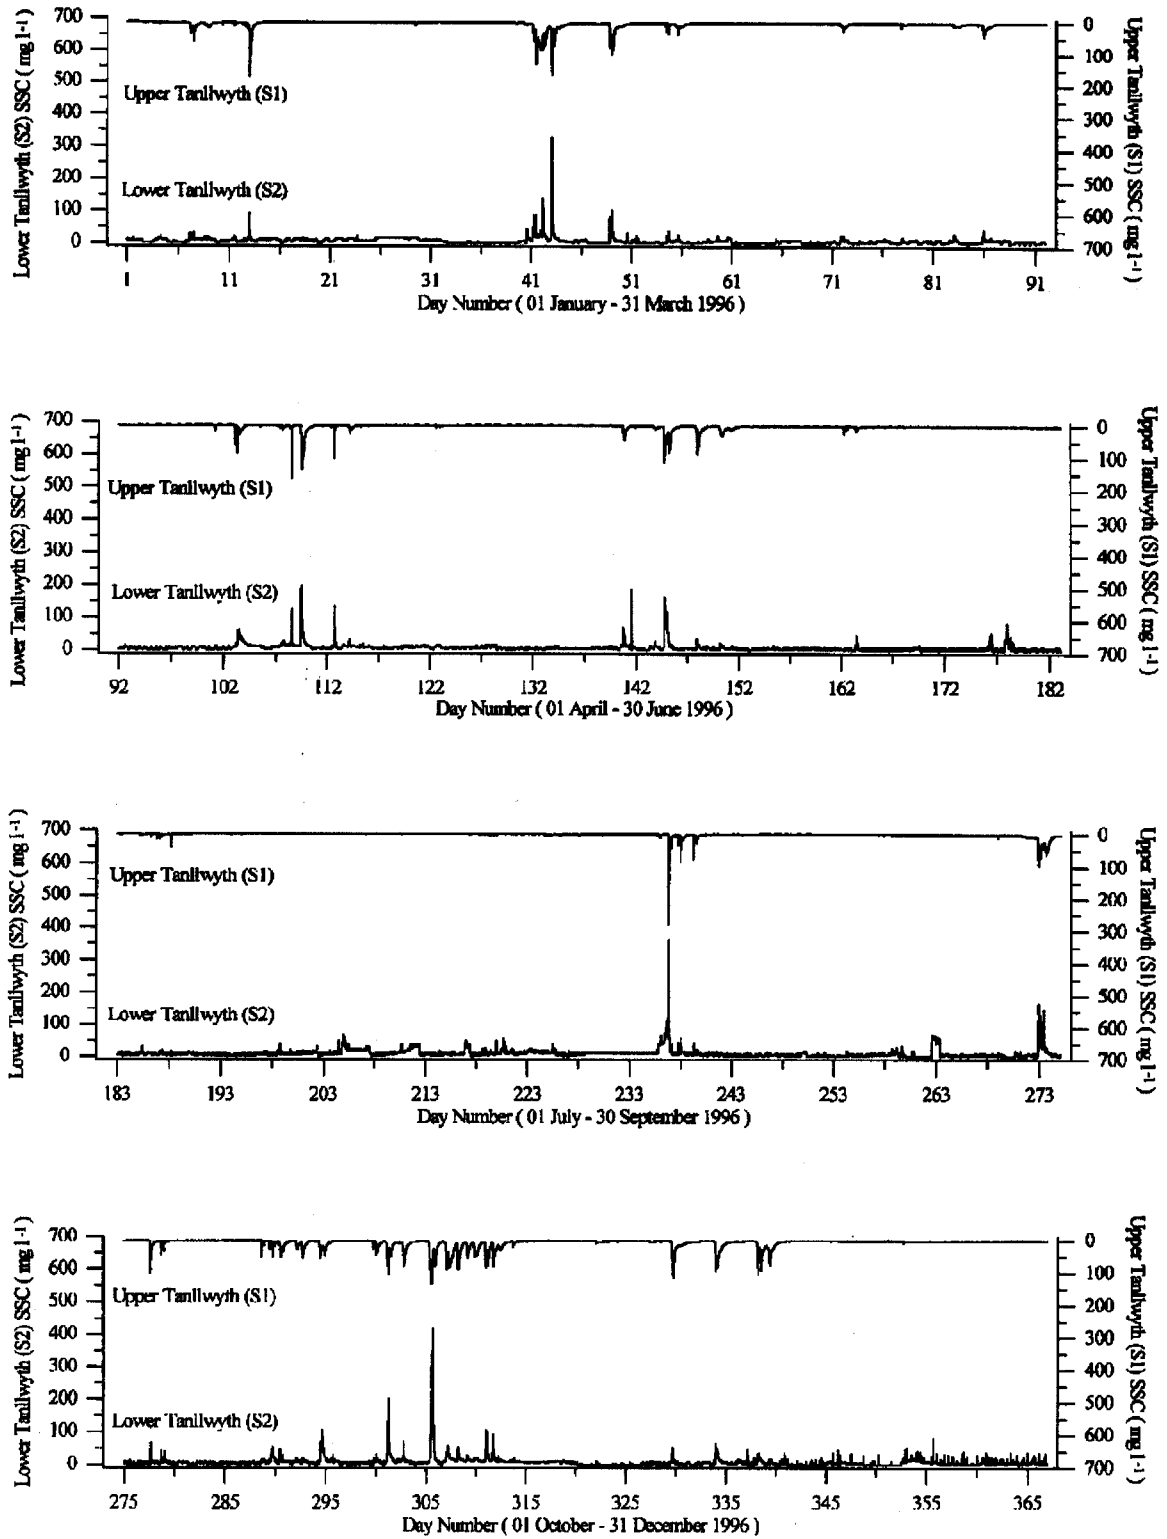 Lower Tanllwyth (S2) SSC ( mg l-1)
700
600
500
400
300
200
100
0
Upper Tanllwyth (S1)
Lower Tanllwyth (S2)
0
100
200
300
400
500
600
700
Upper Tanllwyth (S1) SSC ( mg l-1)
1 11 21 31 41 51 61 71 81 91
Day Number ( 01 January - 31 March 1996 )
Lower Tanllwyth (S2) SSC ( mg l-1)
700
600
500
400
300
200
100
0
Upper Tanllwyth (S1)
Lower Tanllwyth (S2)
0
100
200
300
400
500
600
700
Upper Tanllwyth (S1) SSC ( mg l-1)
92 102 112 122 132 142 152 162 172 182
Day Number ( 01 April - 30 June 1996 )
Lower Tanllwyth (S2) SSC ( mg l-1)
700
600
500
400
300
200
100
0
Upper Tanllwyth (S1)
Lower Tanllwyth (S2)
0
100
200
300
400
500
600
700
Upper Tanllwyth (S1) SSC ( mg l-1)
183 193 203 213 223 233 243 253 263 273
Day Number ( 01 July - 30 September 1996 )
Lower Tanllwyth (S2) SSC ( mg l-1)
700
600
500
400
300
200
100
0
Upper Tanllwyth (S1)
Lower Tanllwyth (S2)
0
100
200
300
400
500
600
700
Upper Tanllwyth (S1) SSC ( mg l-1)
275 285 295 305 315 325 335 345 355 365
Day Number ( 01 October - 31 December 1996 )